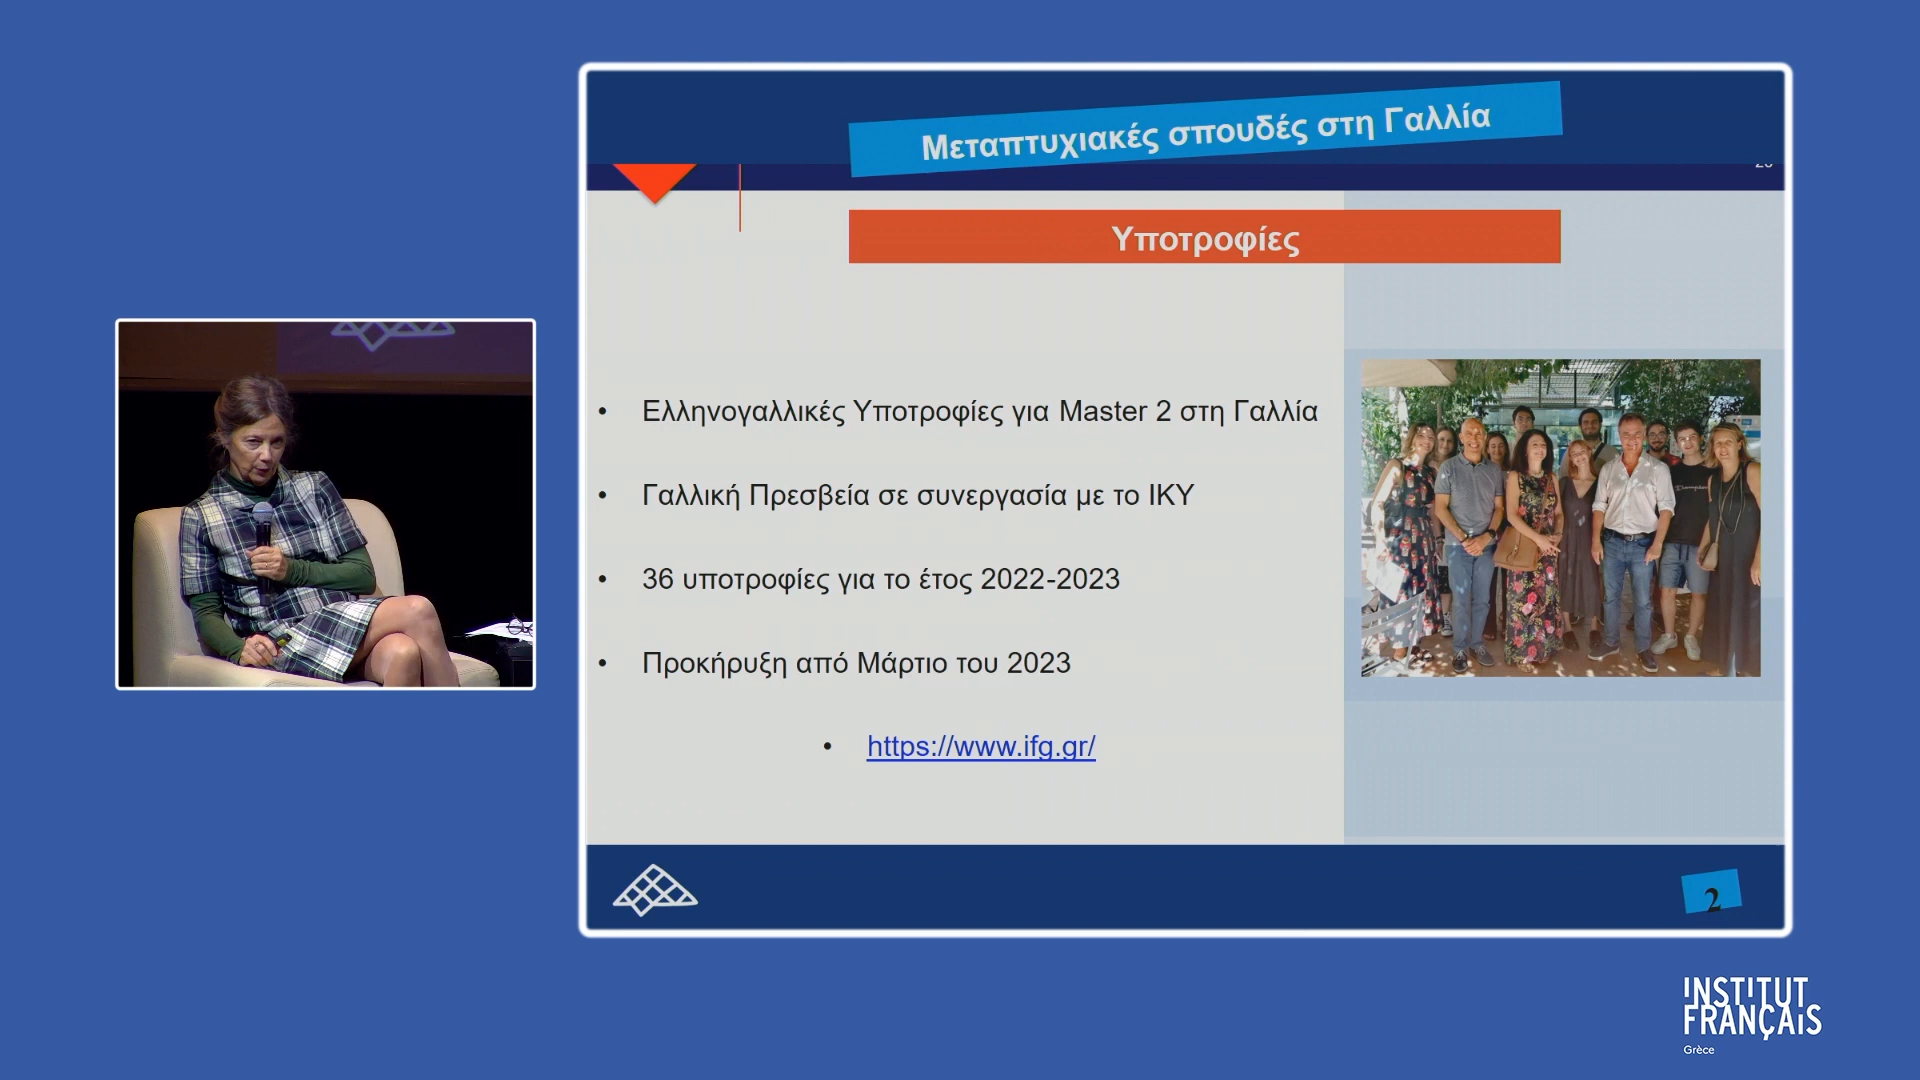 Μεταπτυχιακές σπουδές στη Γαλλία
Υποτροφίες
• Ελληνογαλλικές Υποτροφίες για Master 2 στη Γαλλία
• Γαλλική Πρεσβεία σε συνεργασία με το ΙΚΥ
• 36 υποτροφίες για το έτος 2022-2023
• Προκήρυξη από Μάρτιο του 2023
• https://www.ifg.gr/
2
INSTITUT
FRANÇAIS
Grèce